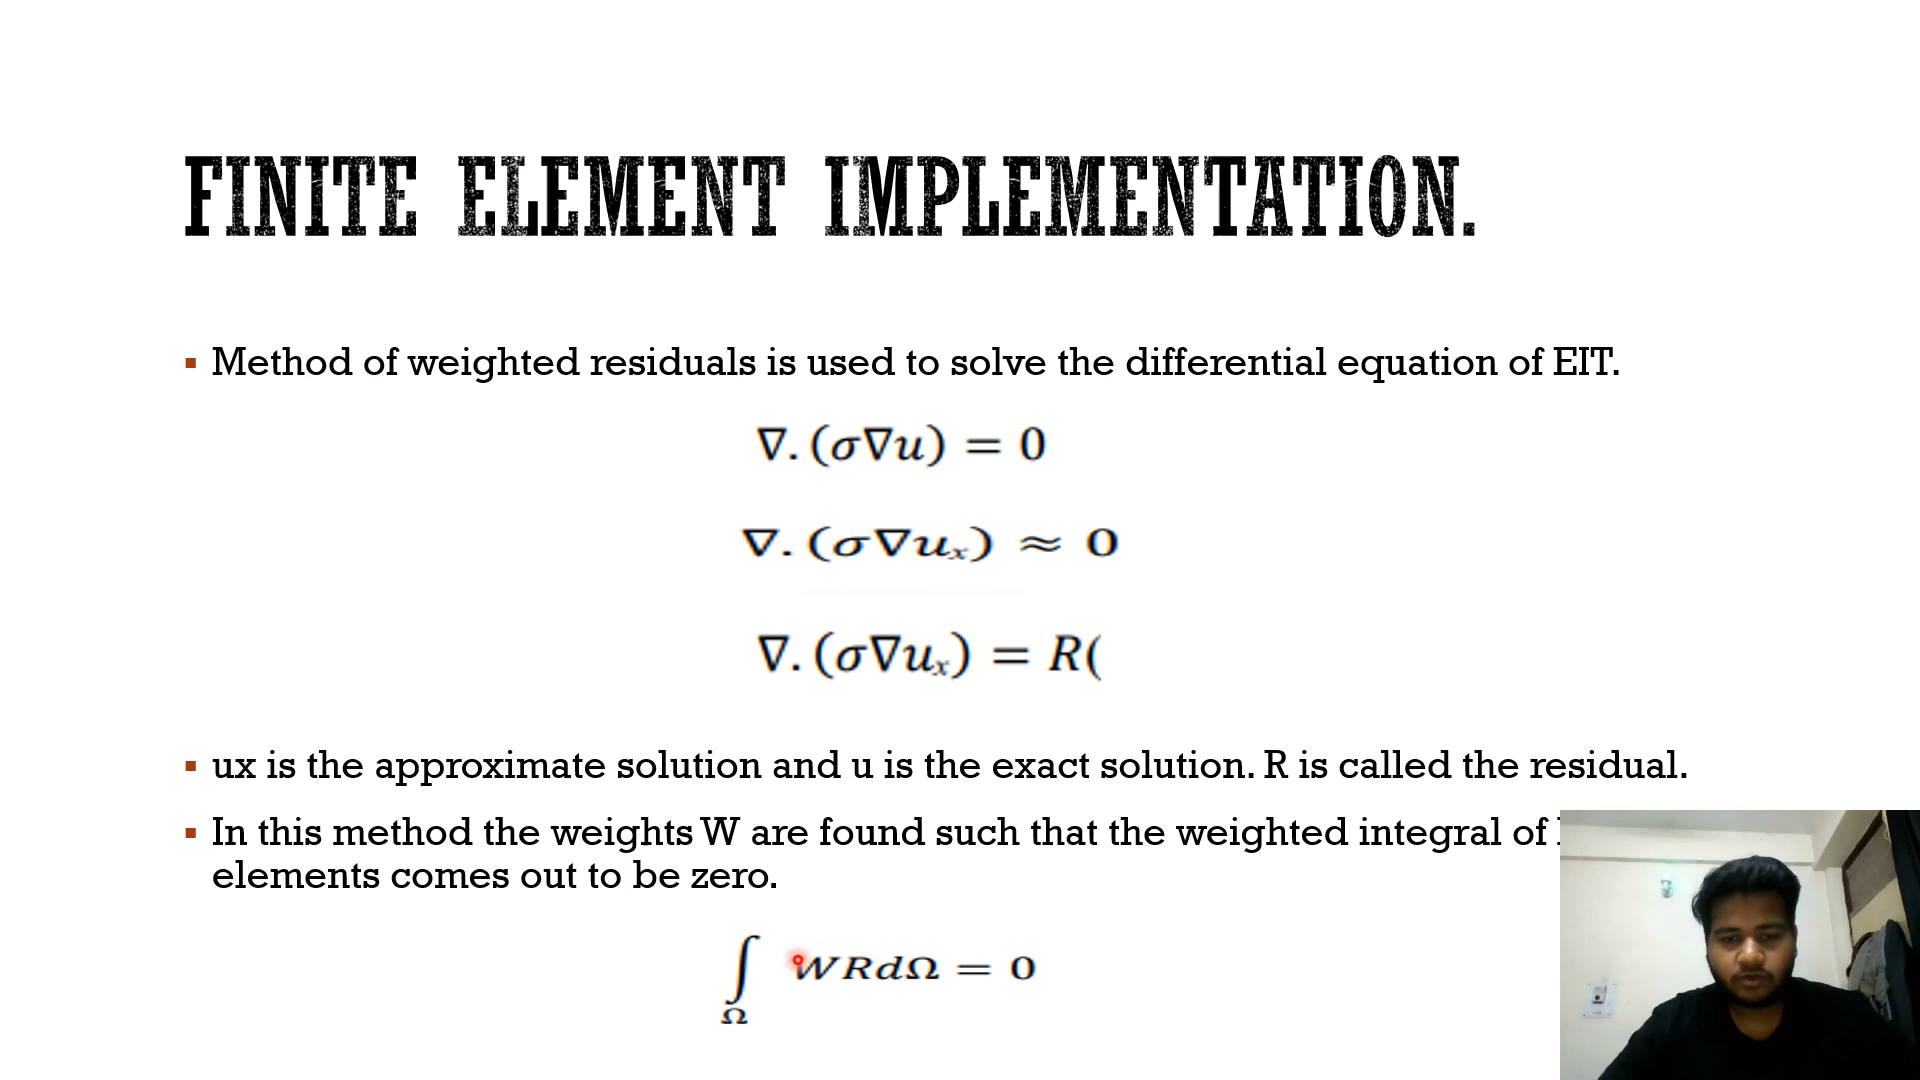 FINITE ELEMENT IMPLEMENTATION.
▪ Method of weighted residuals is used to solve the differential equation of EIT.
∇.(σ∇u) = 0
∇.(σ∇uₓ) ≈ 0
∇.(σ∇uₓ) = R(
▪ ux is the approximate solution and u is the exact solution. R is called the residual.
▪ In this method the weights W are found such that the weighted integral of
elements comes out to be zero.
∫ WRdΩ = 0
Ω